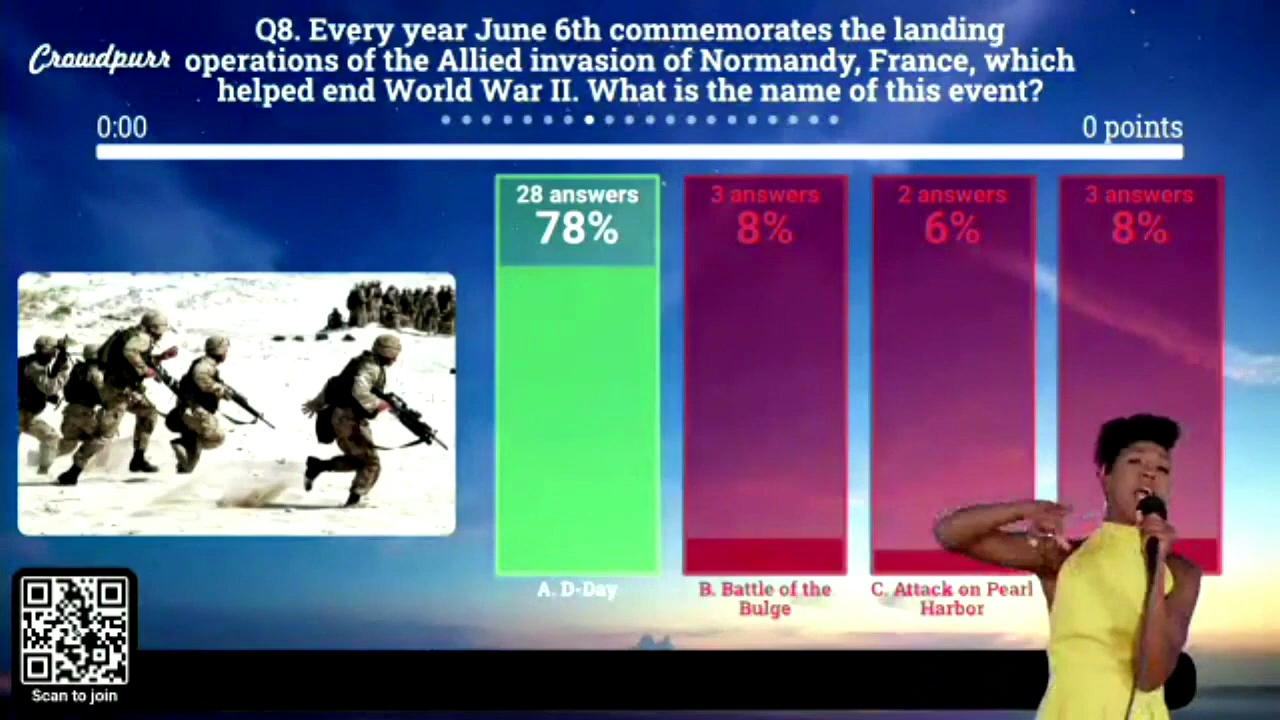 Q8. Every year June 6th commemorates the landing
Crowdpurr
operations of the Allied invasion of Normandy, France, which
helped end World War II. What is the name of this event?
0:00
0 points
28 answers
78%
3 answers
8%
2 answers
6%
3 answers
8%
A. D-Day
B. Battle of the
Bulge
C. Attack on Pearl
Harbor
Scan to join